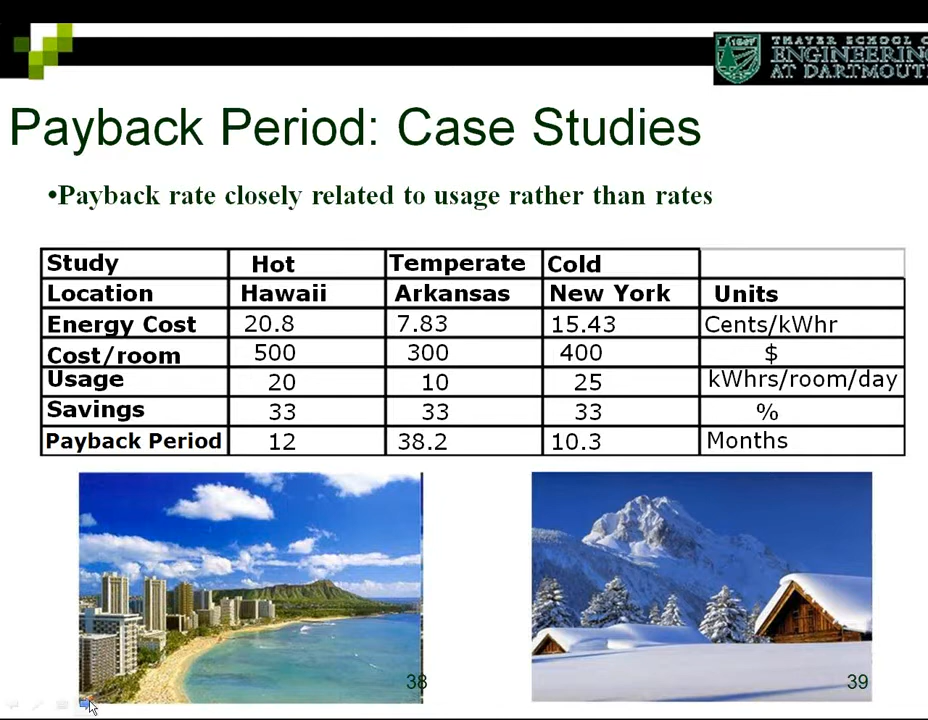 THAYER SCHOOL O
ENGINEERING
AT DARTMOUT
Payback Period: Case Studies
•Payback rate closely related to usage rather than rates
Study Hot Temperate Cold
Location Hawaii Arkansas New York Units
Energy Cost 20.8 7.83 15.43 Cents/kWhr
Cost/room 500 300 400 $
Usage 20 10 25 kWhrs/room/day
Savings 33 33 33 %
Payback Period 12 38.2 10.3 Months
38
39